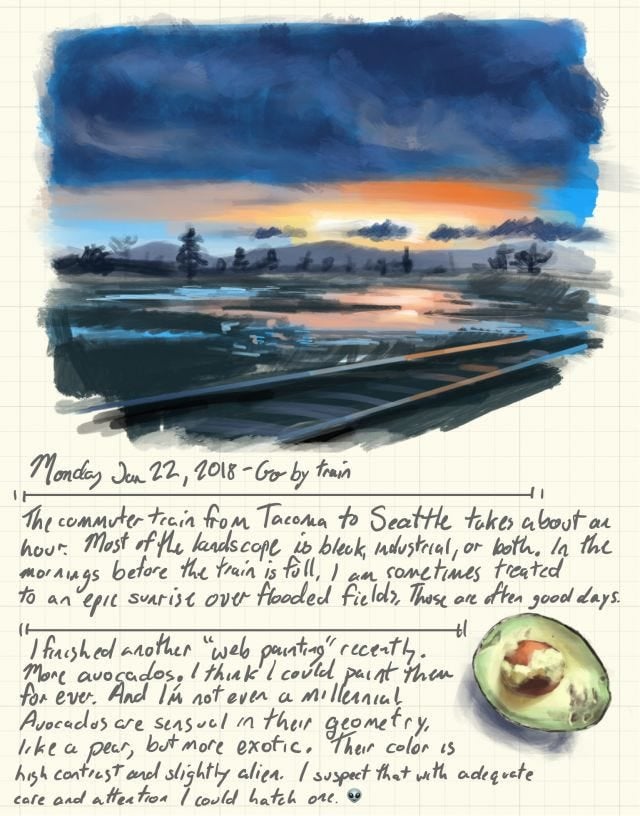 Monday Jan 22, 2018 - Go by train
The commuter train from Tacoma to Seattle takes about an
hour. Most of the landscape is bleak, industrial, or both. In the
mornings before the train is full, I am sometimes treated
to an epic sunrise over flooded fields. Those are often good days.
I finished another "web painting" recently.
More avocados. I think I could paint them
for ever. And I'm not even a millennial
Avocados are sensual in their geometry,
like a pear, but more exotic. Their color is
high contrast and slightly alien. I suspect that with adequate
care and attention I could hatch one. 👽